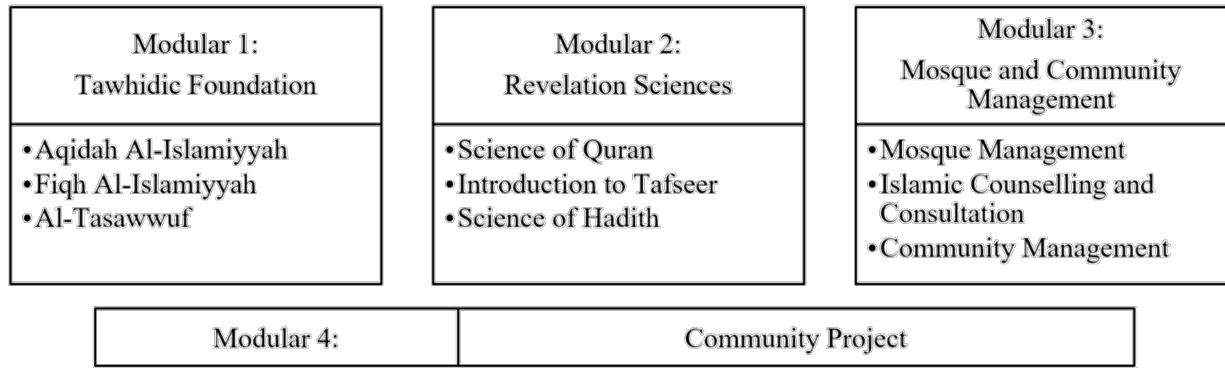 Modular 1:
Tawhidic Foundation
•Aqidah Al-Islamiyyah
•Fiqh Al-Islamiyyah
•Al-Tasawwuf
Modular 2:
Revelation Sciences
•Science of Quran
•Introduction to Tafseer
•Science of Hadith
Modular 3:
Mosque and Community
Management
•Mosque Management
•Islamic Counselling and
Consultation
•Community Management
Modular 4:
Community Project